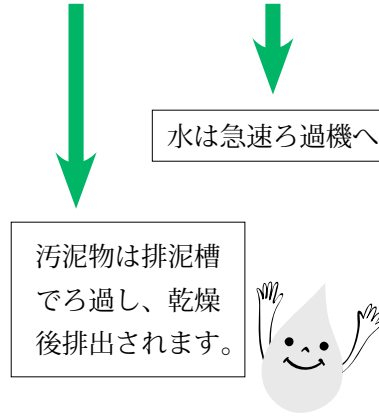 水は急速ろ過機へ
汚泥物は排泥槽
でろ過し、乾燥
後排出されます。